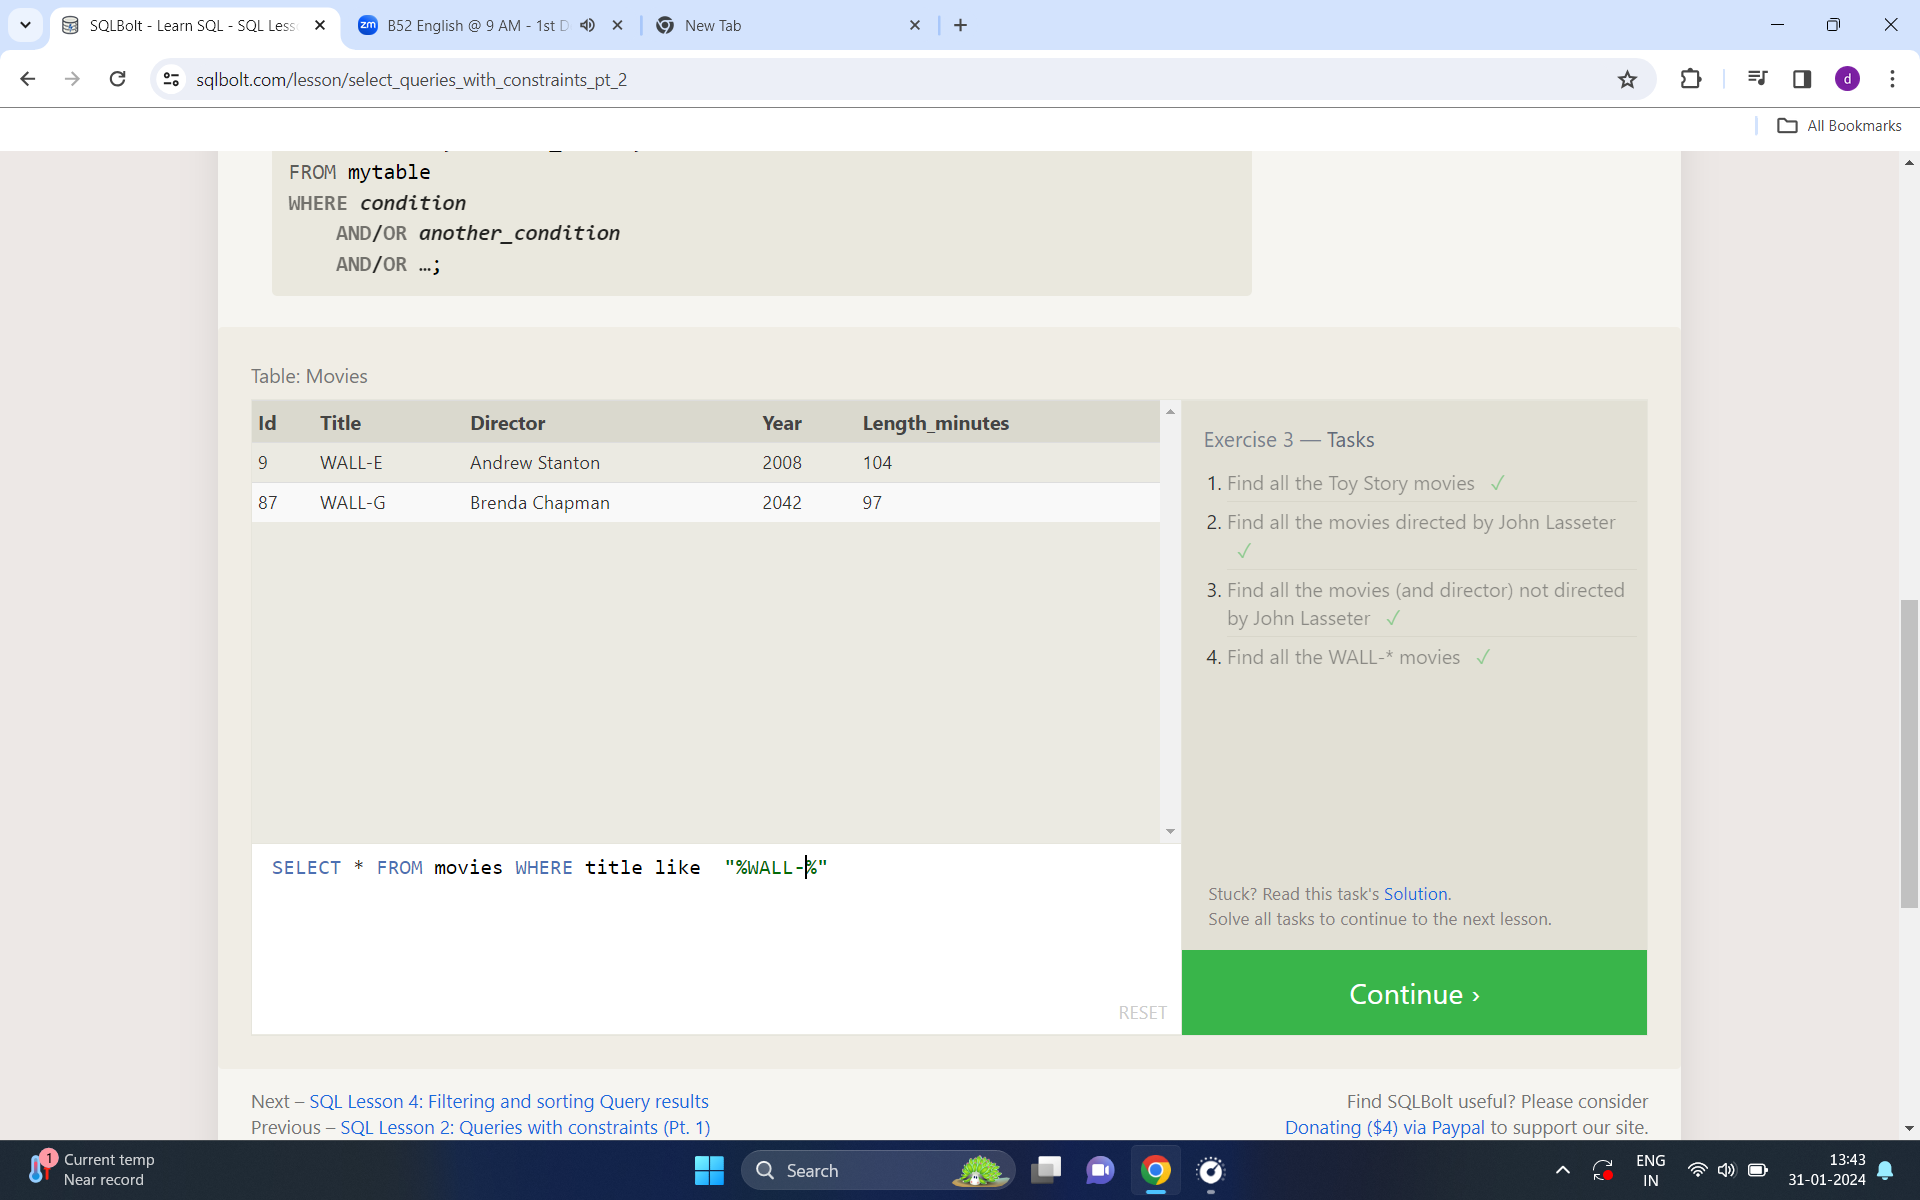 SQLBolt - Learn SQL - SQL Less
B52 English @ 9 AM - 1st D
New Tab
sqlbolt.com/lesson/select_queries_with_constraints_pt_2
d
All Bookmarks
FROM mytable
WHERE condition
AND/OR another_condition
AND/OR …;
Table: Movies
Id Title Director Year Length_minutes
9 WALL-E Andrew Stanton 2008 104
87 WALL-G Brenda Chapman 2042 97
Exercise 3 — Tasks
1. Find all the Toy Story movies ✓
2. Find all the movies directed by John Lasseter
✓
3. Find all the movies (and director) not directed
by John Lasseter ✓
4. Find all the WALL-* movies ✓
SELECT * FROM movies WHERE title like "%WALL-%"
RESET
Stuck? Read this task's Solution.
Solve all tasks to continue to the next lesson.
Continue ›
Next – SQL Lesson 4: Filtering and sorting Query results
Previous – SQL Lesson 2: Queries with constraints (Pt. 1)
Find SQLBolt useful? Please consider
Donating ($4) via Paypal to support our site.
1
Current temp
Near record
Search
ENG
IN
13:43
31-01-2024
zm